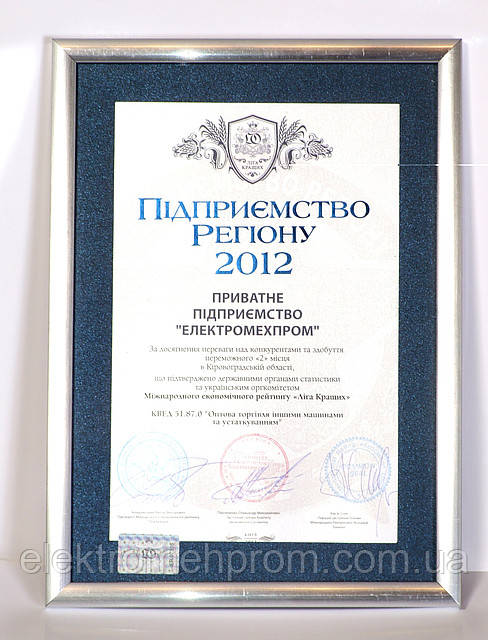 ЛІГА
КРАЩИХ
ПІДПРИЄМСТВО
РЕГІОНУ
2012
ПРИВАТНЕ
ПІДПРИЄМСТВО
"ЕЛЕКТРОМЕХПРОМ"
За досягнення переваги над конкурентами та здобуття
переможного «2» місця
в Кіровоградській області,
що підтверджено державними органами статистики
та українським оргкомітетом
Міжнародного економічного рейтингу «Ліга Кращих»
КВЕД 51.87.0 "Оптова торгівля іншими машинами
та устаткуванням"
КИЇВ
elektromehprom.com.ua